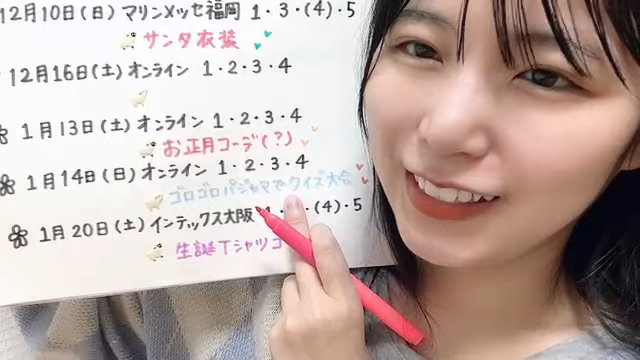 12月10日(日) マリンメッセ福岡 1・3・(4)・5
サンタ衣装
12月16日(土) オンライン 1・2・3・4
1月13日(土) オンライン 1・2・3・4
お正月コーデ(?)
1月14日(日) オンライン 1・2・3・4
ゴロゴロパジャマでクイズ大会
1月20日(土) インテックス大阪 1・ ・(4)・5
生誕Tシャツコ